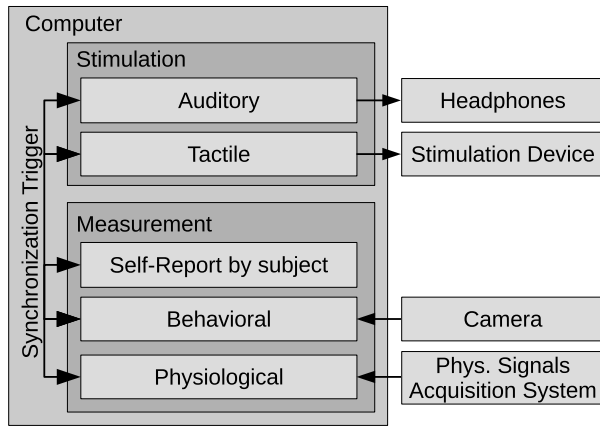 Computer
Stimulation
Auditory
Headphones
Tactile
Stimulation Device
Synchronization Trigger
Measurement
Self-Report by subject
Behavioral
Camera
Physiological
Phys. Signals
Acquisition System